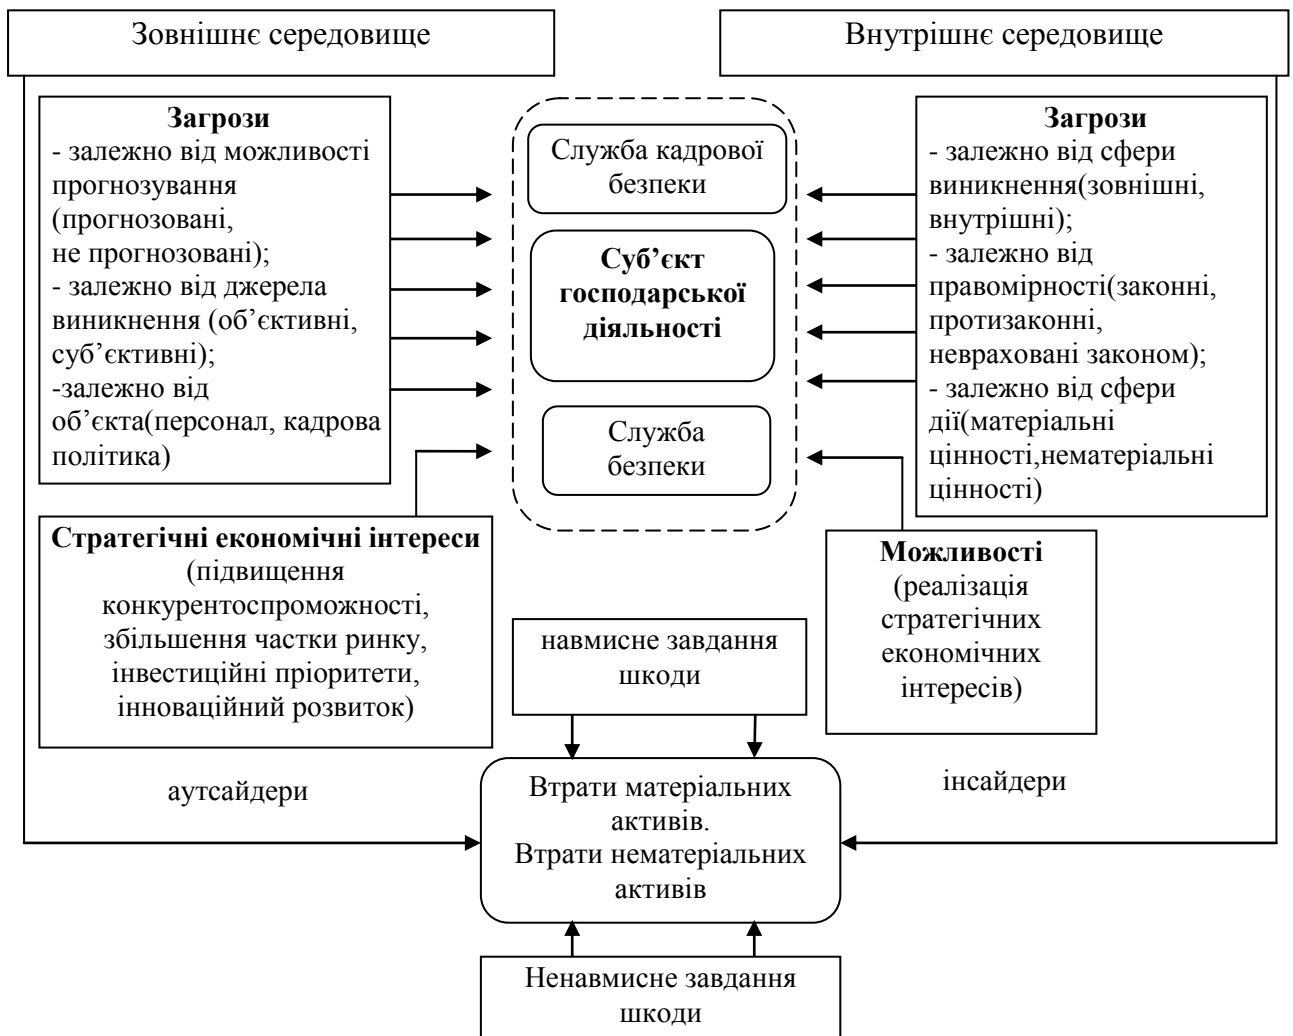 Зовнішнє середовище
Внутрішнє середовище
Загрози
- залежно від можливості
прогнозування
(прогнозовані,
не прогнозовані);
- залежно від джерела
виникнення (об’єктивні,
суб’єктивні);
-залежно від
об’єкта(персонал, кадрова
політика)
Служба кадрової
безпеки
Суб’єкт
господарської
діяльності
Служба
безпеки
Загрози
- залежно від сфери
виникнення(зовнішні,
внутрішні);
- залежно від
правомірності(законні,
протизаконні,
невраховані законом);
- залежно від сфери
дії(матеріальні
цінності,нематеріальні
цінності)
Стратегічні економічні інтереси
(підвищення
конкурентоспроможності,
збільшення частки ринку,
інвестиційні пріоритети,
інноваційний розвиток)
навмисне завдання
шкоди
Можливості
(реалізація
стратегічних
економічних
інтересів)
аутсайдери
Втрати матеріальних
активів.
Втрати нематеріальних
активів
інсайдери
Ненавмисне завдання
шкоди